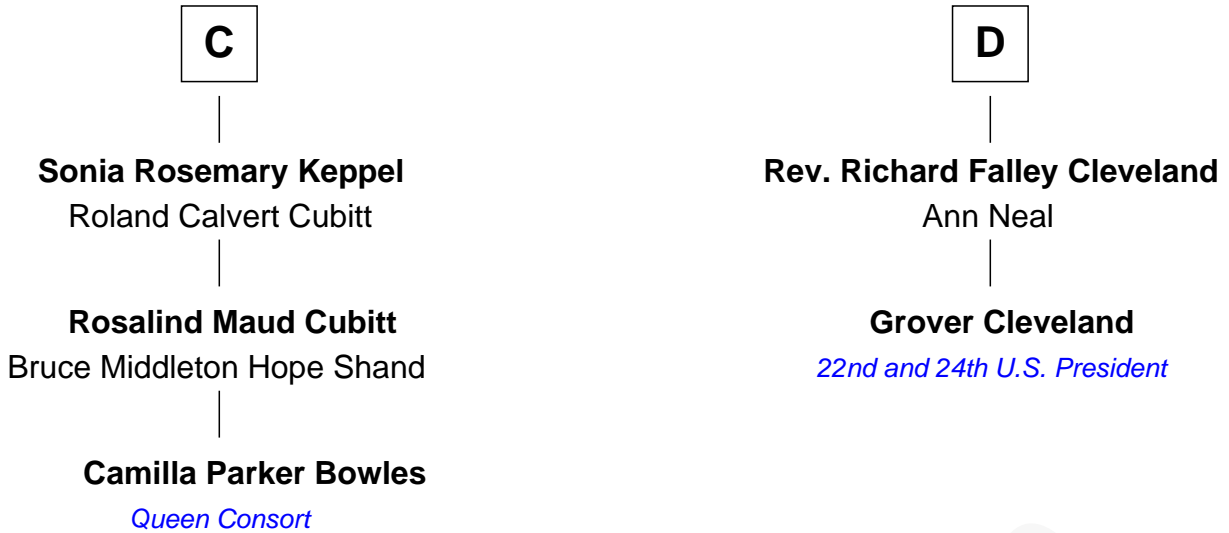 C
Sonia Rosemary Keppel
Roland Calvert Cubitt
Rosalind Maud Cubitt
Bruce Middleton Hope Shand
Camilla Parker Bowles
Queen Consort
D
Rev. Richard Falley Cleveland
Ann Neal
Grover Cleveland
22nd and 24th U.S. President